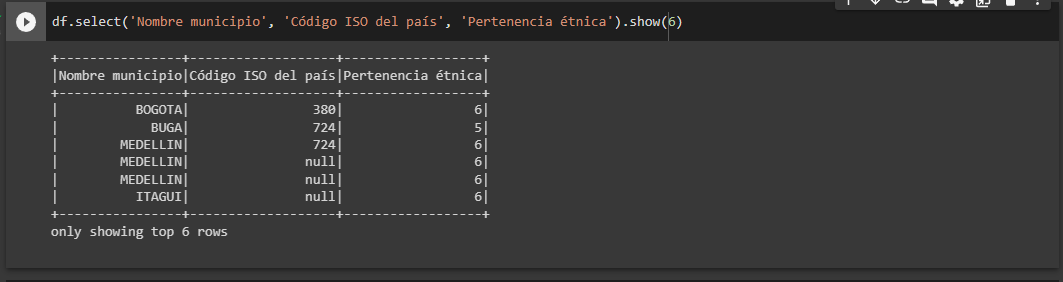 df.select('Nombre municipio', 'Código ISO del país', 'Pertenencia étnica').show(6)
+----------------+-------------------+------------------+
|Nombre municipio|Código ISO del país|Pertenencia étnica|
+----------------+-------------------+------------------+
|          BOGOTA|                380|                 6|
|            BUGA|                724|                 5|
|        MEDELLIN|                724|                 6|
|        MEDELLIN|               null|                 6|
|        MEDELLIN|               null|                 6|
|          ITAGUI|               null|                 6|
+----------------+-------------------+------------------+
only showing top 6 rows